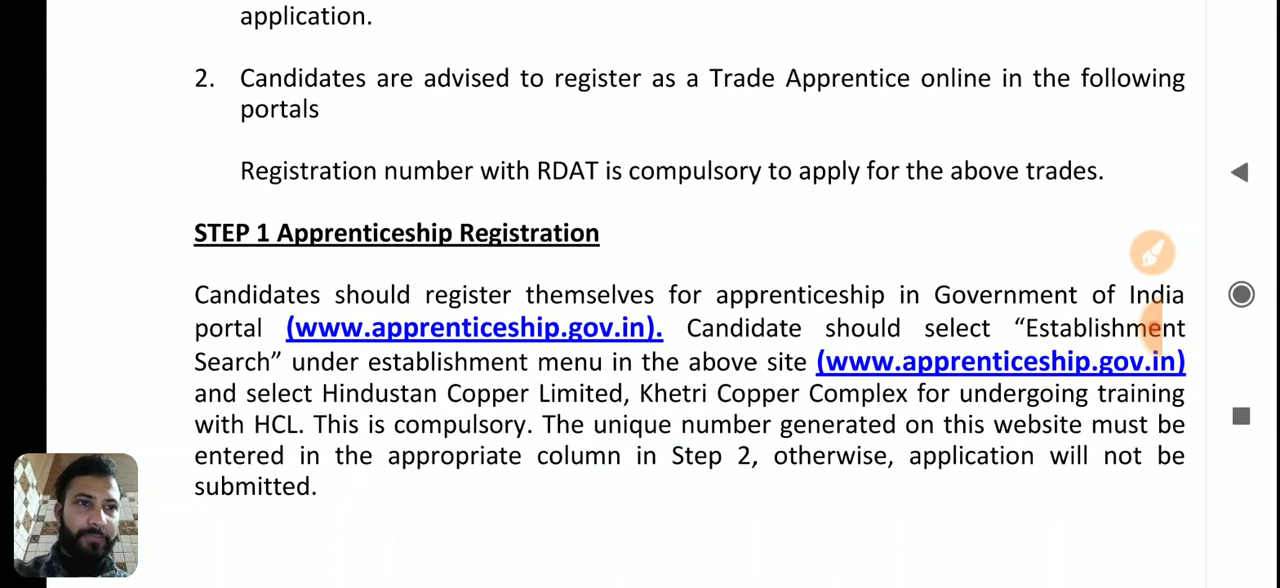 application.
2. Candidates are advised to register as a Trade Apprentice online in the following
portals
Registration number with RDAT is compulsory to apply for the above trades.
STEP 1 Apprenticeship Registration
Candidates should register themselves for apprenticeship in Government of India
portal (www.apprenticeship.gov.in). Candidate should select “Establishment
Search” under establishment menu in the above site (www.apprenticeship.gov.in)
and select Hindustan Copper Limited, Khetri Copper Complex for undergoing training
with HCL. This is compulsory. The unique number generated on this website must be
entered in the appropriate column in Step 2, otherwise, application will not be
submitted.